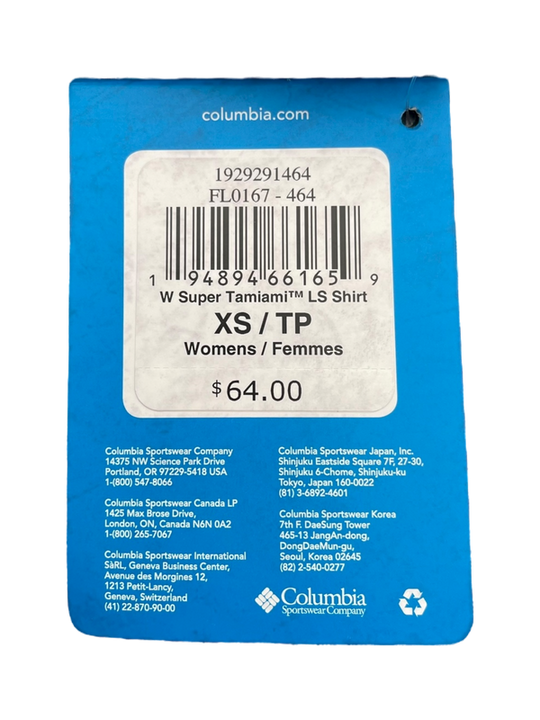 columbia.com
1929291464
FL0167 - 464
1 94894 66165 9
W Super Tamiami™ LS Shirt
XS / TP
Womens / Femmes
$64.00
Columbia Sportswear Company
14375 NW Science Park Drive
Portland, OR 97229-5418 USA
1-(800) 547-8066
Columbia Sportswear Canada LP
1425 Max Brose Drive,
London, ON, Canada N6N 0A2
1-(800) 265-7067
Columbia Sportswear International
SàRL, Geneva Business Center,
Avenue des Morgines 12,
1213 Petit-Lancy,
Geneva, Switzerland
(41) 22-870-90-00
Columbia Sportswear Japan, Inc.
Shinjuku Eastside Square 7F, 27-30,
Shinjuku 6-Chome, Shinjuku-ku
Tokyo, Japan 160-0022
(81) 3-6892-4601
Columbia Sportswear Korea
7th F. DaeSung Tower
465-13 JangAn-dong,
DongDaeMun-gu,
Seoul, Korea 02645
(82) 2-540-0277
Columbia
Sportswear Company